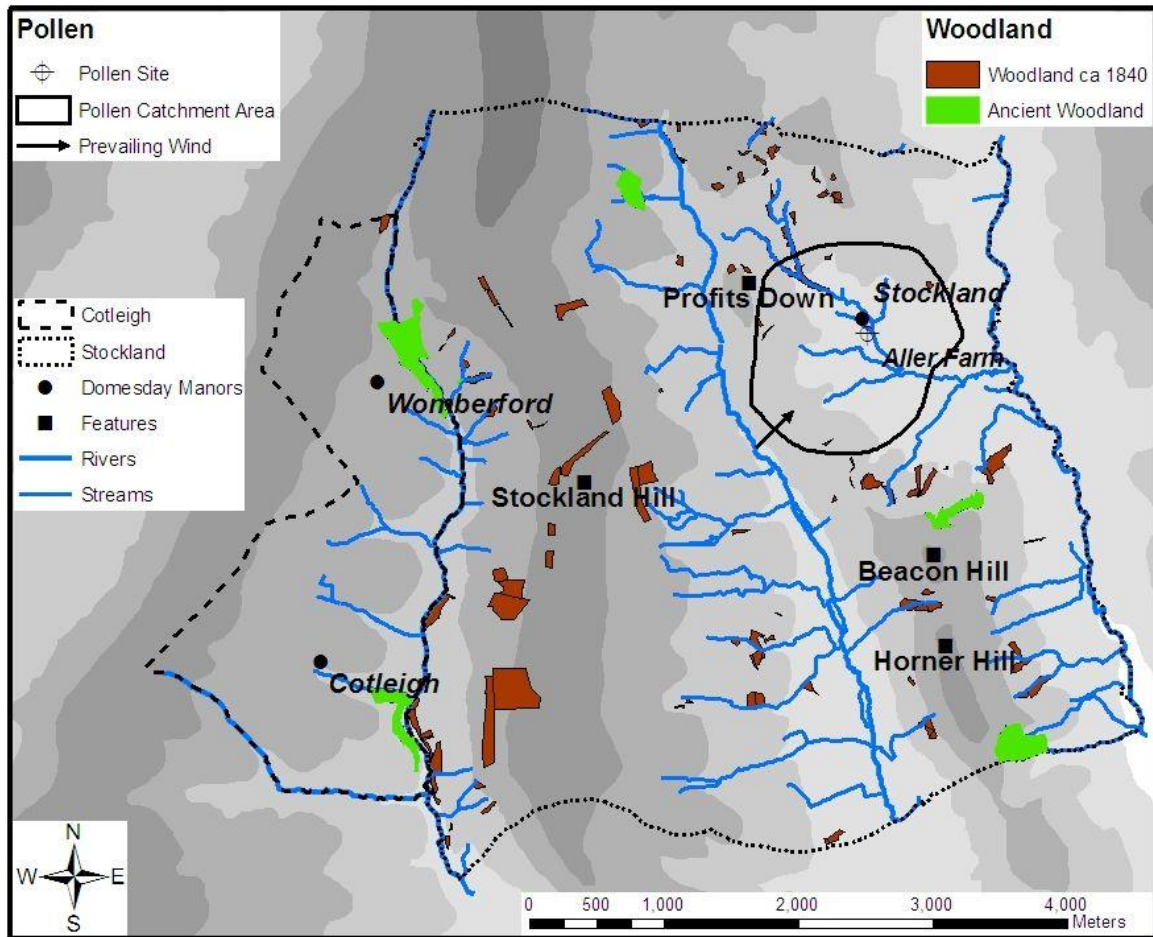 Pollen
Pollen Site
Pollen Catchment Area
Prevailing Wind
Woodland
Woodland ca 1840
Ancient Woodland
Cotleigh
Stockland
Domesday Manors
Features
Rivers
Streams
Profits Down
Stockland
Aller Farm
Womberford
Stockland Hill
Beacon Hill
Horner Hill
Cotleigh
N
W E
S
0 500 1,000 2,000 3,000 4,000
Meters